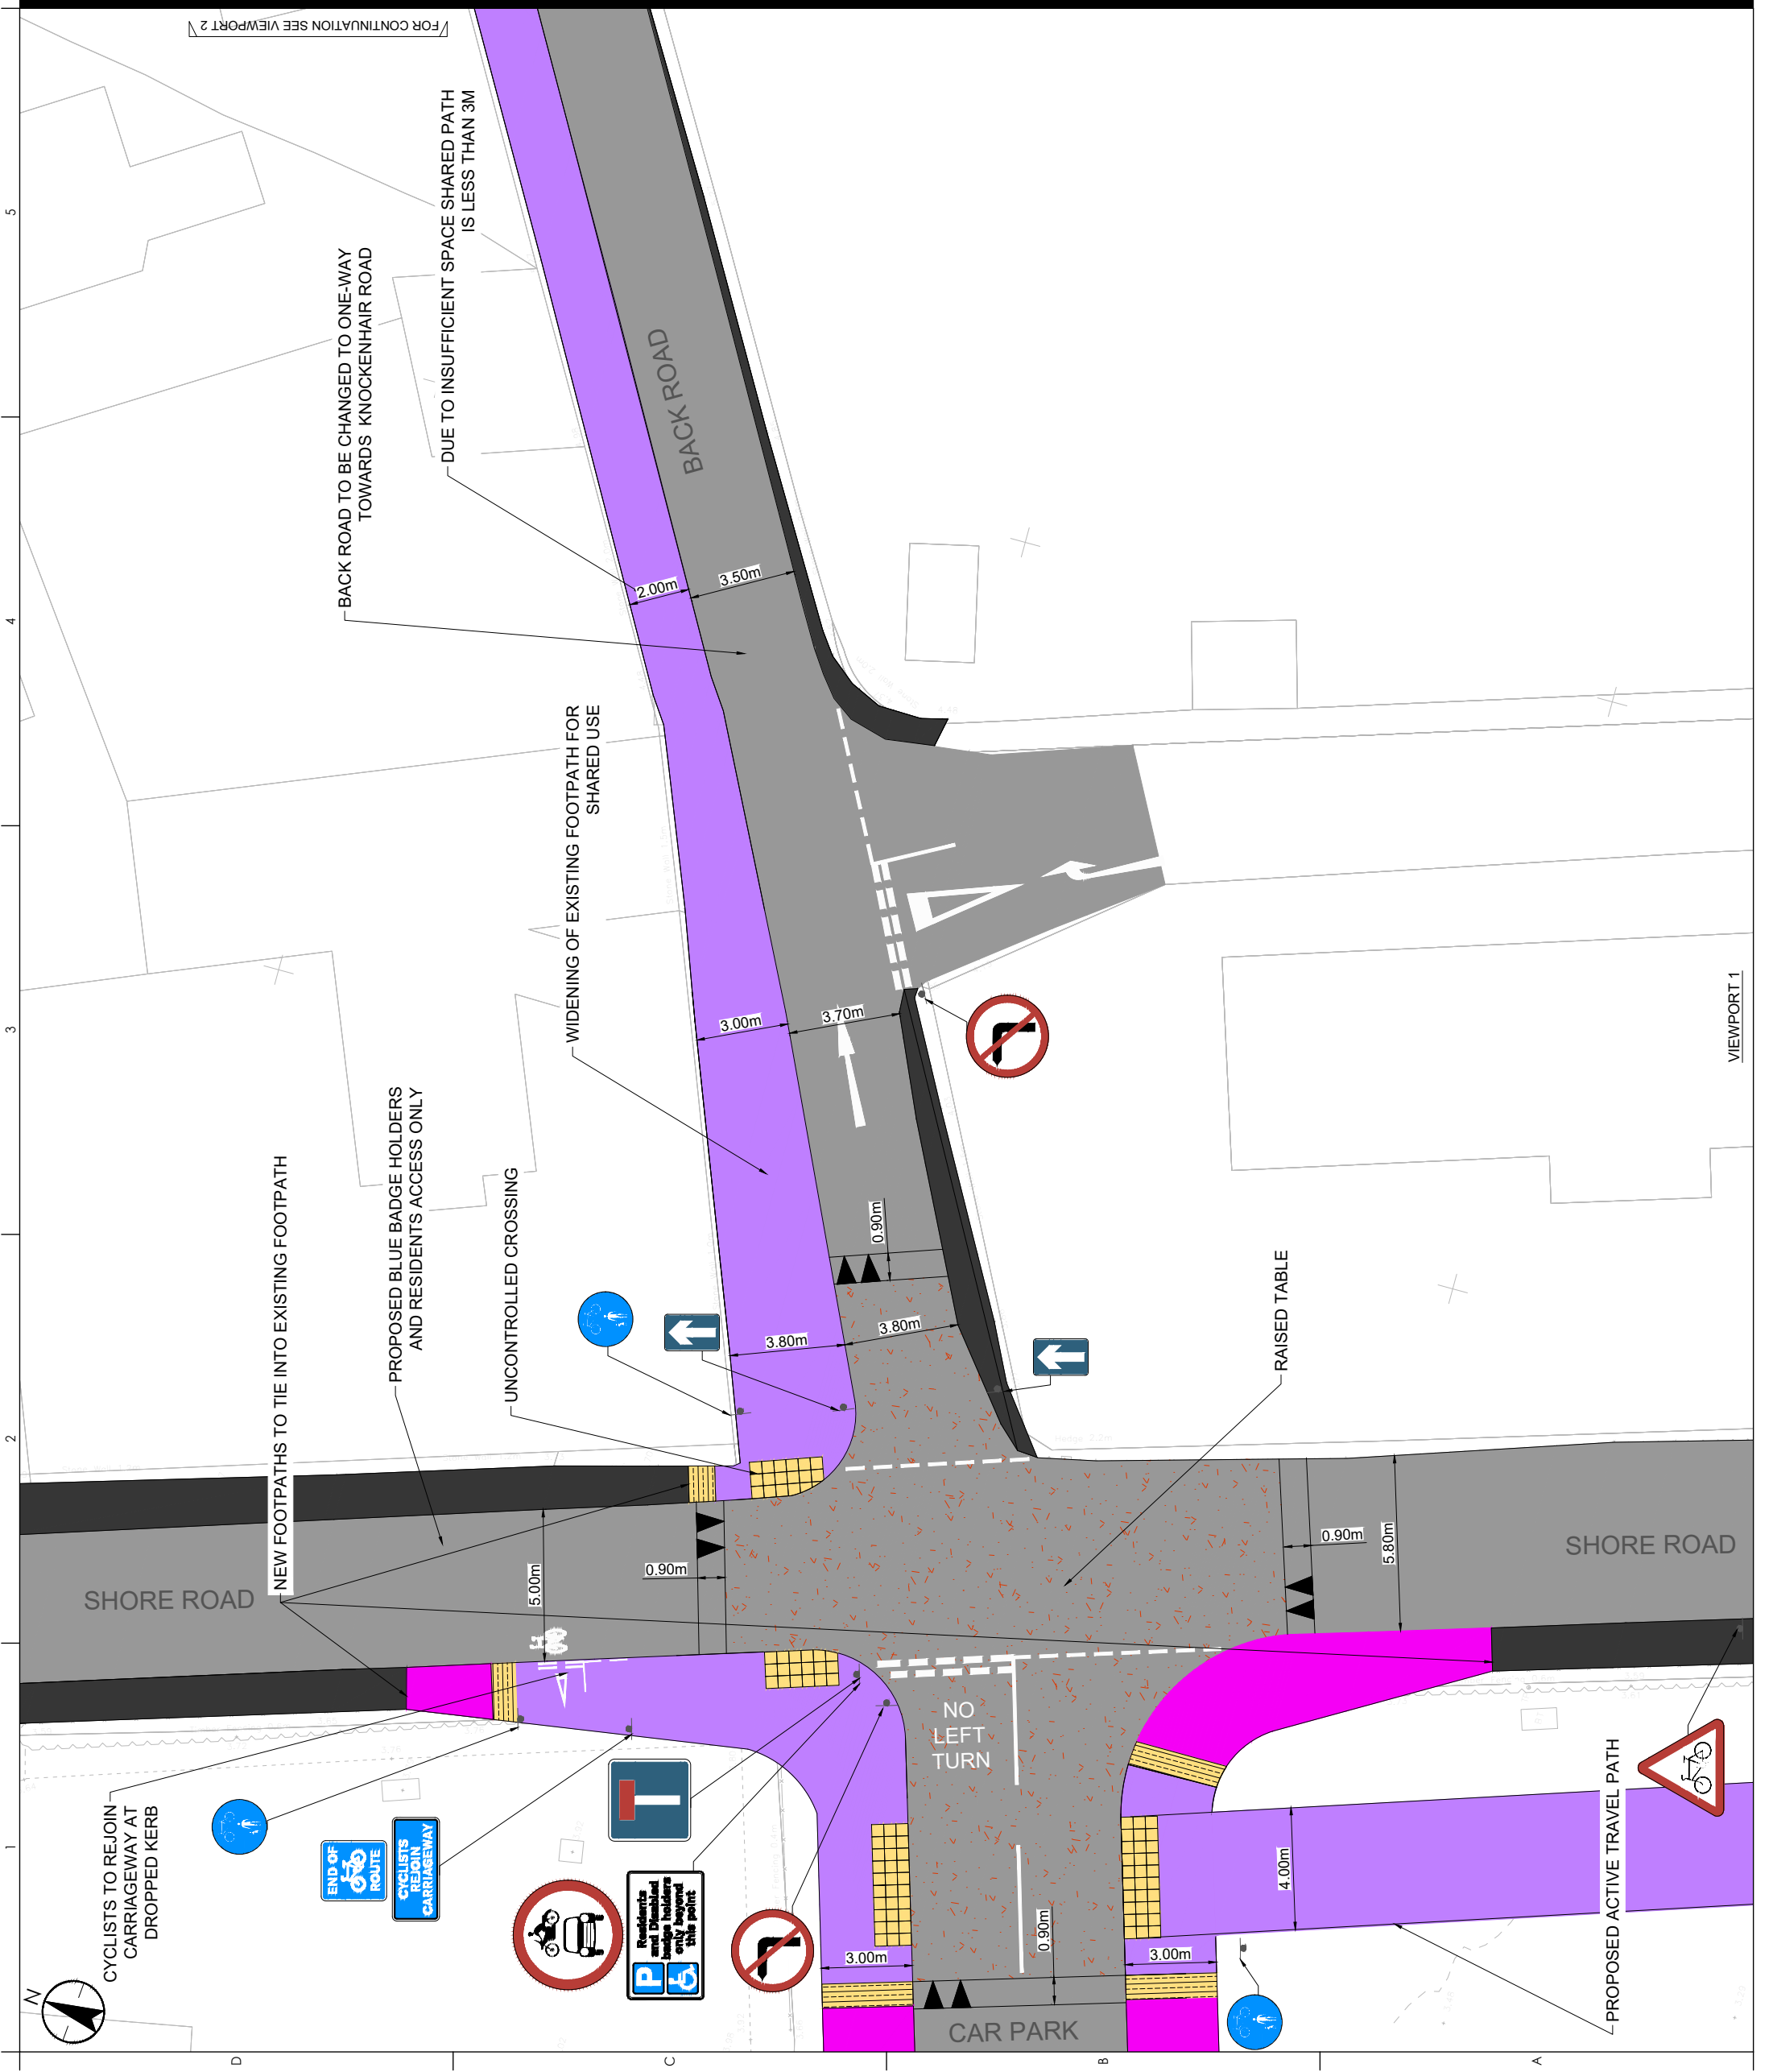 FOR CONTINUATION SEE VIEWPORT 2
5
4
3
2
1
D
C
B
A
N
DUE TO INSUFFICIENT SPACE SHARED PATH
IS LESS THAN 3M
BACK ROAD TO BE CHANGED TO ONE-WAY
TOWARDS KNOCKENHAIR ROAD
BACK ROAD
2.00m
3.50m
WIDENING OF EXISTING FOOTPATH FOR
SHARED USE
3.00m
3.70m
PROPOSED BLUE BADGE HOLDERS
AND RESIDENTS ACCESS ONLY
NEW FOOTPATHS TO TIE INTO EXISTING FOOTPATH
UNCONTROLLED CROSSING
0.90m
3.80m
3.80m
RAISED TABLE
SHORE ROAD
5.00m
0.90m
0.90m
5.80m
SHORE ROAD
NO
LEFT
TURN
CYCLISTS TO REJOIN
CARRIAGEWAY AT
DROPPED KERB
END OF
ROUTE
CYCLISTS
REJOIN
CARRIAGEWAY
P
Residents
and Disabled
badge holders
only beyond
this point
3.00m
0.90m
3.00m
4.00m
CAR PARK
PROPOSED ACTIVE TRAVEL PATH
VIEWPORT 1